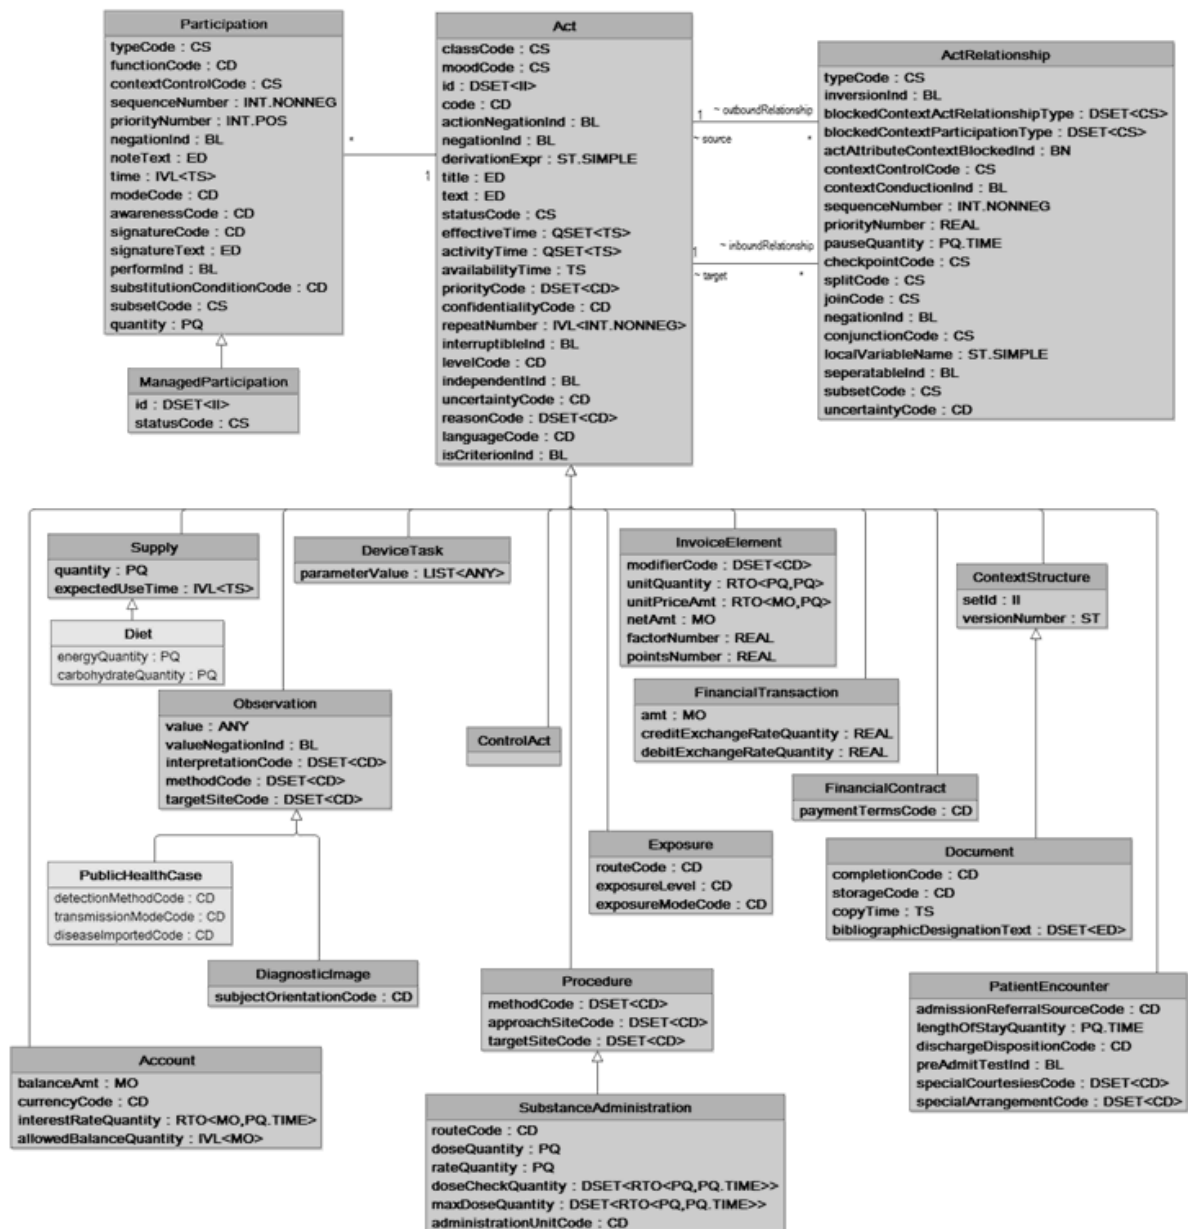 Participation
typeCode : CS
functionCode : CD
contextControlCode : CS
sequenceNumber : INT.NONNEG
priorityNumber : INT.POS
negationInd : BL
noteText : ED
time : IVL<TS>
modeCode : CD
awarenessCode : CD
signatureCode : CD
signatureText : ED
performInd : BL
substitutionConditionCode : CD
subsetCode : CS
quantity : PQ
ManagedParticipation
id : DSET<II>
statusCode : CS
*
1
Act
classCode : CS
moodCode : CS
id : DSET<II>
code : CD
actionNegationInd : BL
negationInd : BL
derivationExpr : ST.SIMPLE
title : ED
text : ED
statusCode : CS
effectiveTime : QSET<TS>
activityTime : QSET<TS>
availabilityTime : TS
priorityCode : DSET<CD>
confidentialityCode : CD
repeatNumber : IVL<INT.NONNEG>
interruptibleInd : BL
levelCode : CD
independentInd : BL
uncertaintyCode : CD
reasonCode : DSET<CD>
languageCode : CD
isCriterionInd : BL
1 ~ outboundRelationship
~ source *
1 ~ inboundRelationship
~ target *
ActRelationship
typeCode : CS
inversionInd : BL
blockedContextActRelationshipType : DSET<CS>
blockedContextParticipationType : DSET<CS>
actAttributeContextBlockedInd : BN
contextControlCode : CS
contextConductionInd : BL
sequenceNumber : INT.NONNEG
priorityNumber : REAL
pauseQuantity : PQ.TIME
checkpointCode : CS
splitCode : CS
joinCode : CS
negationInd : BL
conjunctionCode : CS
localVariableName : ST.SIMPLE
seperatableInd : BL
subsetCode : CS
uncertaintyCode : CD
Supply
quantity : PQ
expectedUseTime : IVL<TS>
Diet
energyQuantity : PQ
carbohydrateQuantity : PQ
DeviceTask
parameterValue : LIST<ANY>
InvoiceElement
modifierCode : DSET<CD>
unitQuantity : RTO<PQ,PQ>
unitPriceAmt : RTO<MO,PQ>
netAmt : MO
factorNumber : REAL
pointsNumber : REAL
ContextStructure
setId : II
versionNumber : ST
Observation
value : ANY
valueNegationInd : BL
interpretationCode : DSET<CD>
methodCode : DSET<CD>
targetSiteCode : DSET<CD>
ControlAct
FinancialTransaction
amt : MO
creditExchangeRateQuantity : REAL
debitExchangeRateQuantity : REAL
FinancialContract
paymentTermsCode : CD
PublicHealthCase
detectionMethodCode : CD
transmissionModeCode : CD
diseaseImportedCode : CD
DiagnosticImage
subjectOrientationCode : CD
Exposure
routeCode : CD
exposureLevel : CD
exposureModeCode : CD
Document
completionCode : CD
storageCode : CD
copyTime : TS
bibliographicDesignationText : DSET<ED>
Procedure
methodCode : DSET<CD>
approachSiteCode : DSET<CD>
targetSiteCode : DSET<CD>
PatientEncounter
admissionReferralSourceCode : CD
lengthOfStayQuantity : PQ.TIME
dischargeDispositionCode : CD
preAdmitTestInd : BL
specialCourtesiesCode : DSET<CD>
specialArrangementCode : DSET<CD>
Account
balanceAmt : MO
currencyCode : CD
interestRateQuantity : RTO<MO,PQ.TIME>
allowedBalanceQuantity : IVL<MO>
SubstanceAdministration
routeCode : CD
doseQuantity : PQ
rateQuantity : PQ
doseCheckQuantity : DSET<RTO<PQ,PQ.TIME>>
maxDoseQuantity : DSET<RTO<PQ,PQ.TIME>>
administrationUnitCode : CD